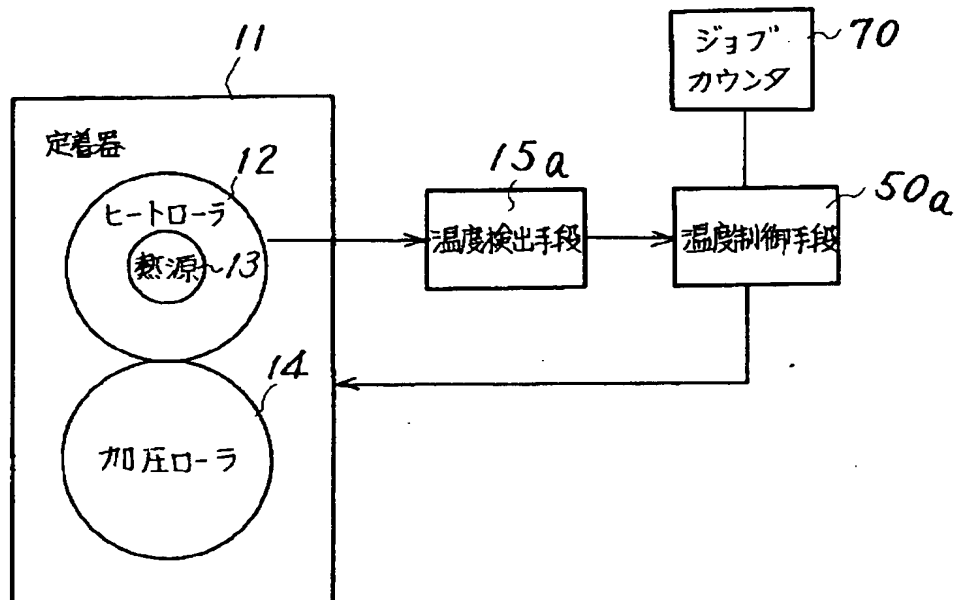 11
定着器
12
ヒートローラ
熱源
13
14
加圧ローラ
15a
温度検出手段
ジョブ
カウンタ
70
50a
温度制御手段